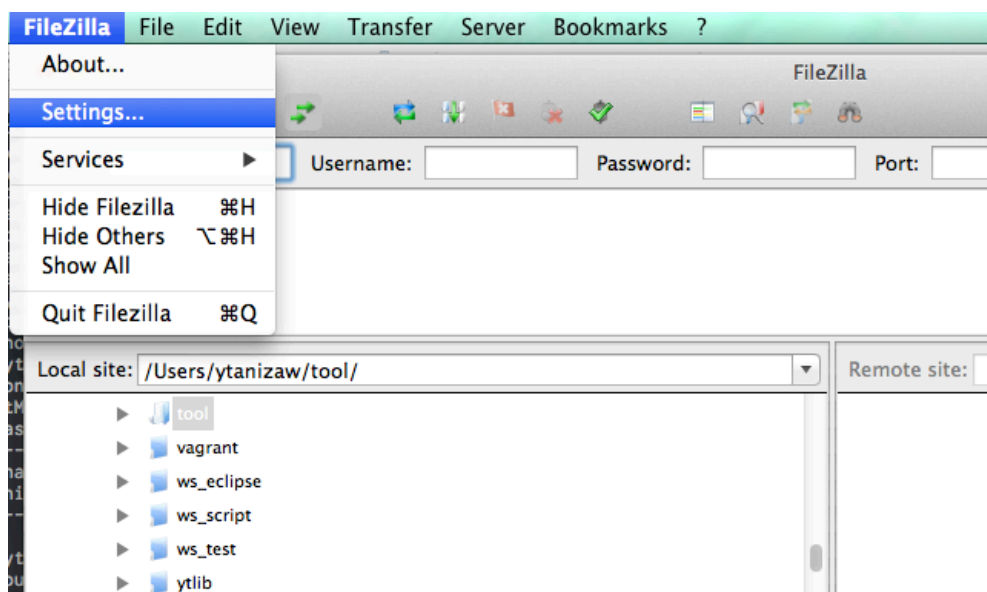 FileZilla File Edit View Transfer Server Bookmarks ?
About...
FileZilla
Settings...
Services
Username: Password: Port:
Hide Filezilla ⌘H
Hide Others ⌥⌘H
Show All
Quit Filezilla ⌘Q
Local site: /Users/ytanizaw/tool/ Remote site:
tool
vagrant
ws_eclipse
ws_script
ws_test
ytlib